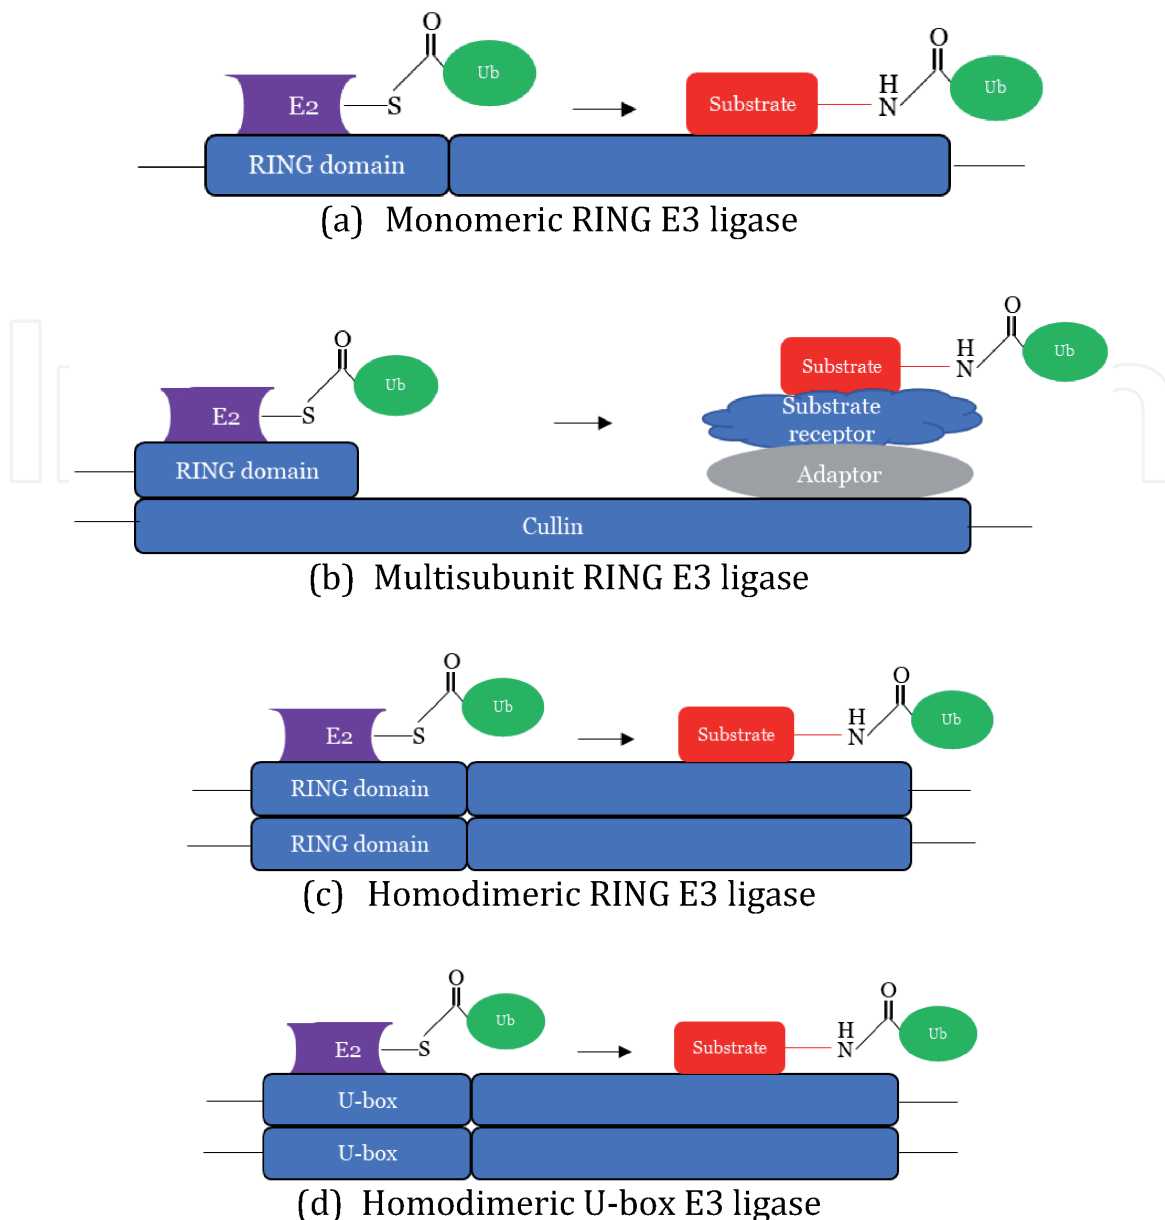 O
Ub
E2
S
O
H
N
Ub
Substrate
RING domain
(a) Monomeric RING E3 ligase
O
Ub
E2
S
O
H
N
Ub
Substrate
Substrate
receptor
Adaptor
RING domain
Cullin
(b) Multisubunit RING E3 ligase
O
Ub
E2
S
O
H
N
Ub
Substrate
RING domain
RING domain
(c) Homodimeric RING E3 ligase
O
Ub
E2
S
O
H
N
Ub
Substrate
U-box
U-box
(d) Homodimeric U-box E3 ligase